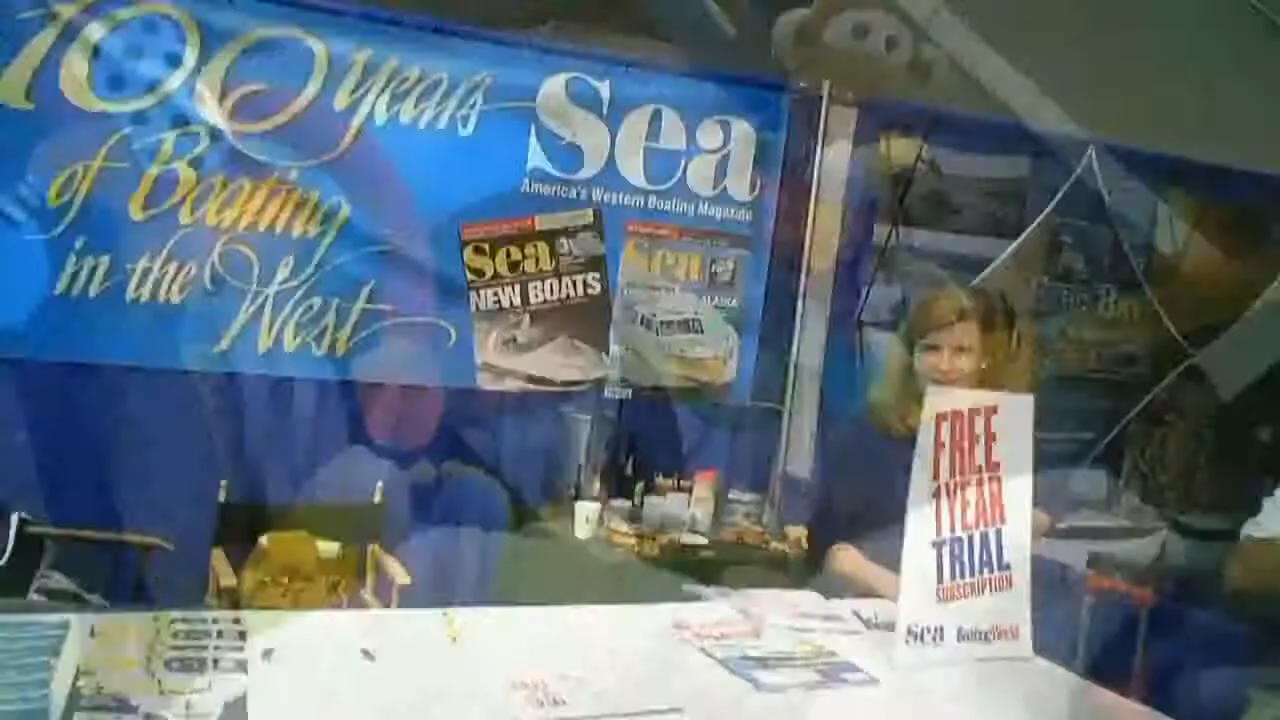 100 years
of Boating
in the West
Sea
America's Western Boating Magazine
Sea
NEW BOATS
Sea
ALASKA
FREE
1 YEAR
TRIAL
SUBSCRIPTION
Sea BoatingWorld